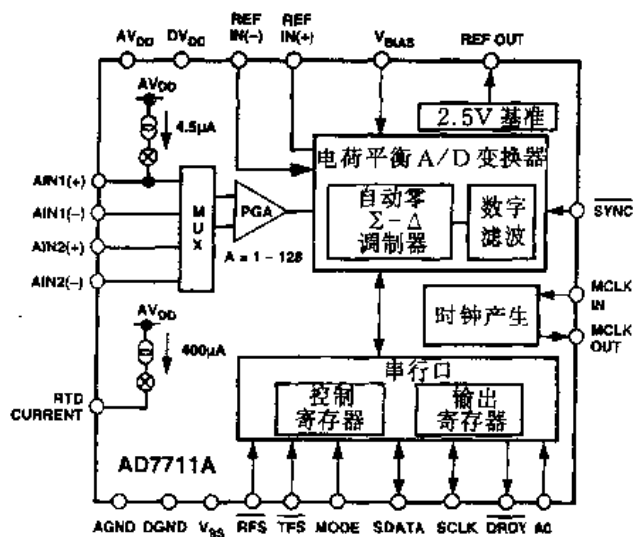 AVDD DVDD REF IN(-) REF IN(+) VBIAS REF OUT
AVDD
4.5μA
2.5V 基准
电荷平衡 A/D 变换器
自动零
Σ-Δ
调制器
数字
滤波
AIN1(+)
AIN1(-)
AIN2(+)
AIN2(-)
MUX
PGA
A = 1 - 128
SYNC
时钟产生
MCLK
IN
MCLK
OUT
AVDD
400μA
RTD
CURRENT
串行口
控制
寄存器
输出
寄存器
AD7711A
AGND DGND VSS RFS TFS MODE SDATA SCLK DRDY A0